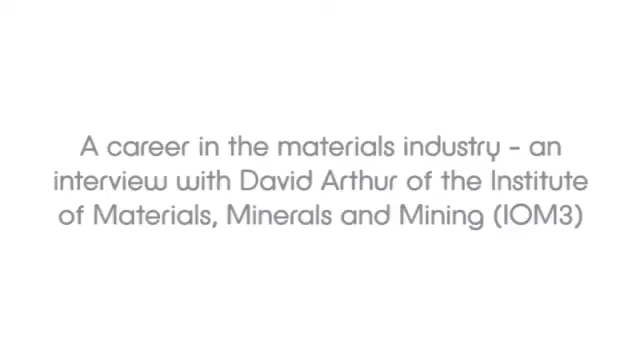 A career in the materials industry - an
interview with David Arthur of the Institute
of Materials, Minerals and Mining (IOM3)